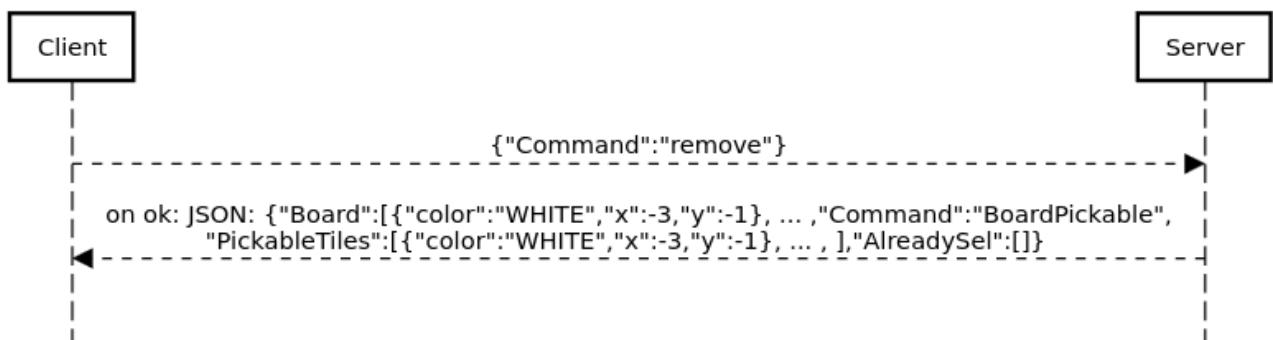 Client
Server
{"Command":"remove"}
on ok: JSON: {"Board":[{"color":"WHITE","x":-3,"y":-1}, ... ,"Command":"BoardPickable",
"PickableTiles":[{"color":"WHITE","x":-3,"y":-1}, ... , ],"AlreadySel":[]}